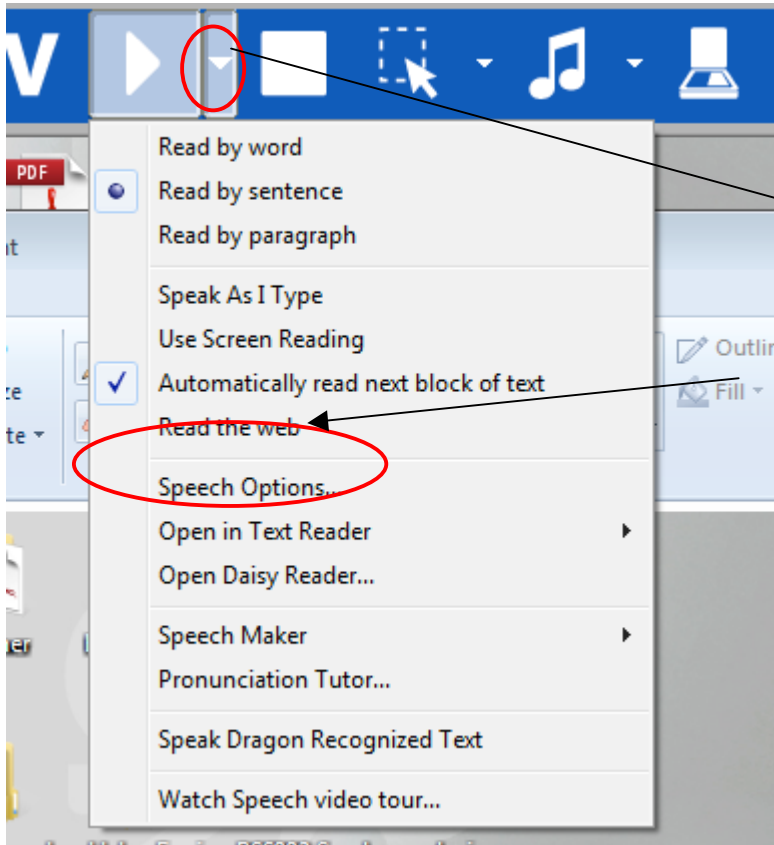 PDF
Read by word
Read by sentence
Read by paragraph
Speak As I Type
Use Screen Reading
Outlin
Automatically read next block of text
Fill
te
Read the web
Speech Options...
Open in Text Reader
Open Daisy Reader...
Speech Maker
Pronunciation Tutor...
Speak Dragon Recognized Text
Watch Speech video tour...